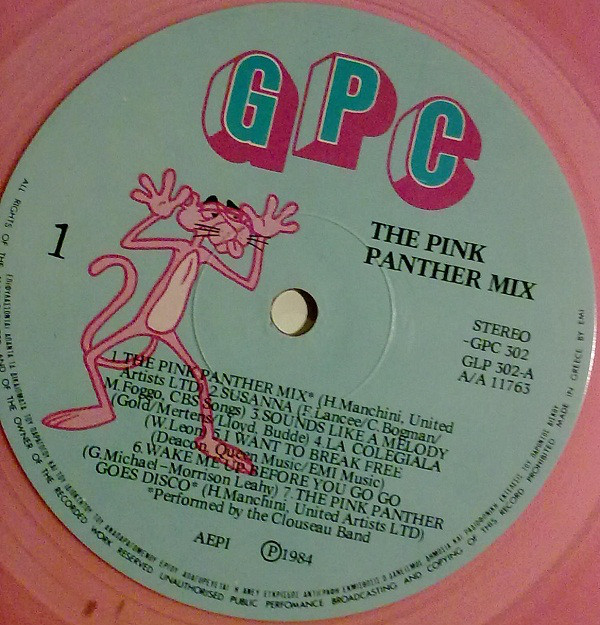 GPC
1
THE PINK
PANTHER MIX
STEREO
-GPC 302
GLP 302-A
A/A 11763
1.THE PINK PANTHER MIX* (H.Manchini, United
Artists LTD) 2.SUSANNA (F.Lancee/C.Bogman/
M.Foggo, CBS Songs) 3.SOUNDS LIKE A MELODY
(Gold/Mertens/Lloyd, Budde) 4.LA COLEGIALA
(W.Leon) 5.I WANT TO BREAK FREE
(Deacon, Queen Music/EMI Music)
6.WAKE ME UP BEFORE YOU GO GO
(G.Michael-Morrison Leahy) 7.THE PINK PANTHER
GOES DISCO* (H.Manchini, United Artists LTD)
*Performed by the Clouseau Band
AEPI Ⓟ1984
ALL RIGHTS OF THE
AND OF THE OWNER OF THE RECORDED WORK RESERVED UNAUTHORISED PUBLIC PERFOMANCE BROADCASTING AND COPYING OF THIS RECORD PROHIBITED MADE IN GREECE BY EMI